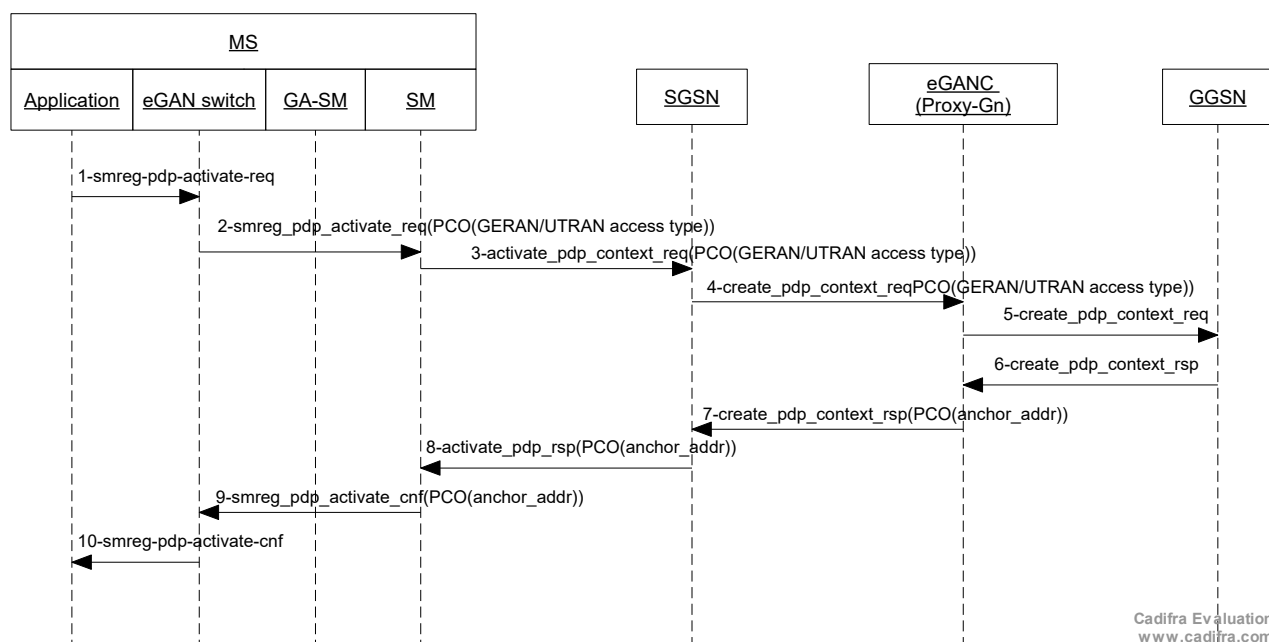 MS
Application
eGAN switch
GA-SM
SM
SGSN
eGANC
(Proxy-Gn)
GGSN
1-smreg-pdp-activate-req
2-smreg_pdp_activate_req(PCO(GERAN/UTRAN access type))
3-activate_pdp_context_req(PCO(GERAN/UTRAN access type))
4-create_pdp_context_reqPCO(GERAN/UTRAN access type))
5-create_pdp_context_req
6-create_pdp_context_rsp
7-create_pdp_context_rsp(PCO(anchor_addr))
8-activate_pdp_rsp(PCO(anchor_addr))
9-smreg_pdp_activate_cnf(PCO(anchor_addr))
10-smreg-pdp-activate-cnf
Cadifra Evaluation
www.cadifra.com